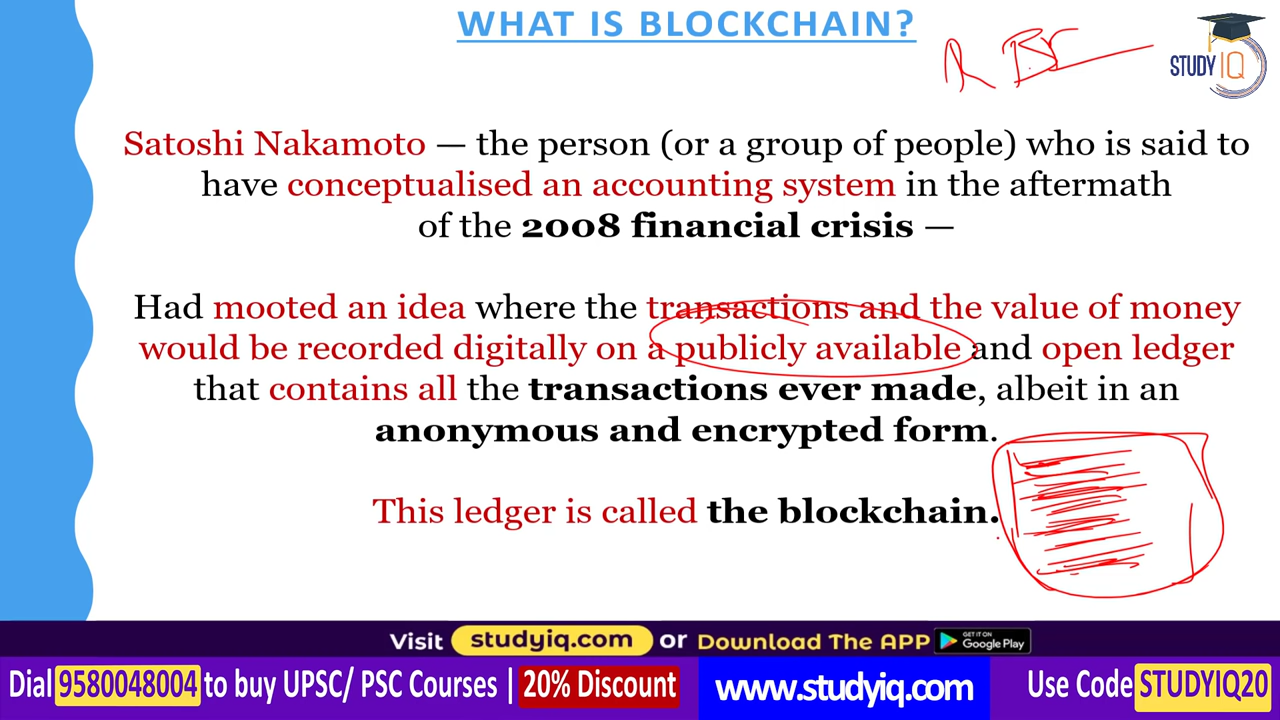 WHAT IS BLOCKCHAIN?
STUDY IQ
Satoshi Nakamoto — the person (or a group of people) who is said to
have conceptualised an accounting system in the aftermath
of the 2008 financial crisis —
Had mooted an idea where the transactions and the value of money
would be recorded digitally on a publicly available and open ledger
that contains all the transactions ever made, albeit in an
anonymous and encrypted form.
This ledger is called the blockchain.
Visit studyiq.com or Download The APP GET IT ON Google Play
Dial 9580048004 to buy UPSC/ PSC Courses | 20% Discount www.studyiq.com Use Code STUDYIQ20